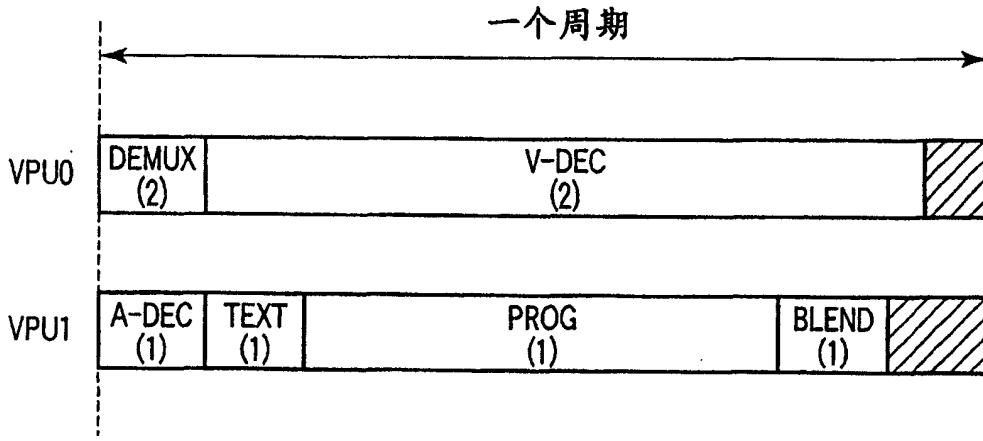 一个周期
VPU0
DEMUX
(2)
V-DEC
(2)
VPU1
A-DEC
(1)
TEXT
(1)
PROG
(1)
BLEND
(1)